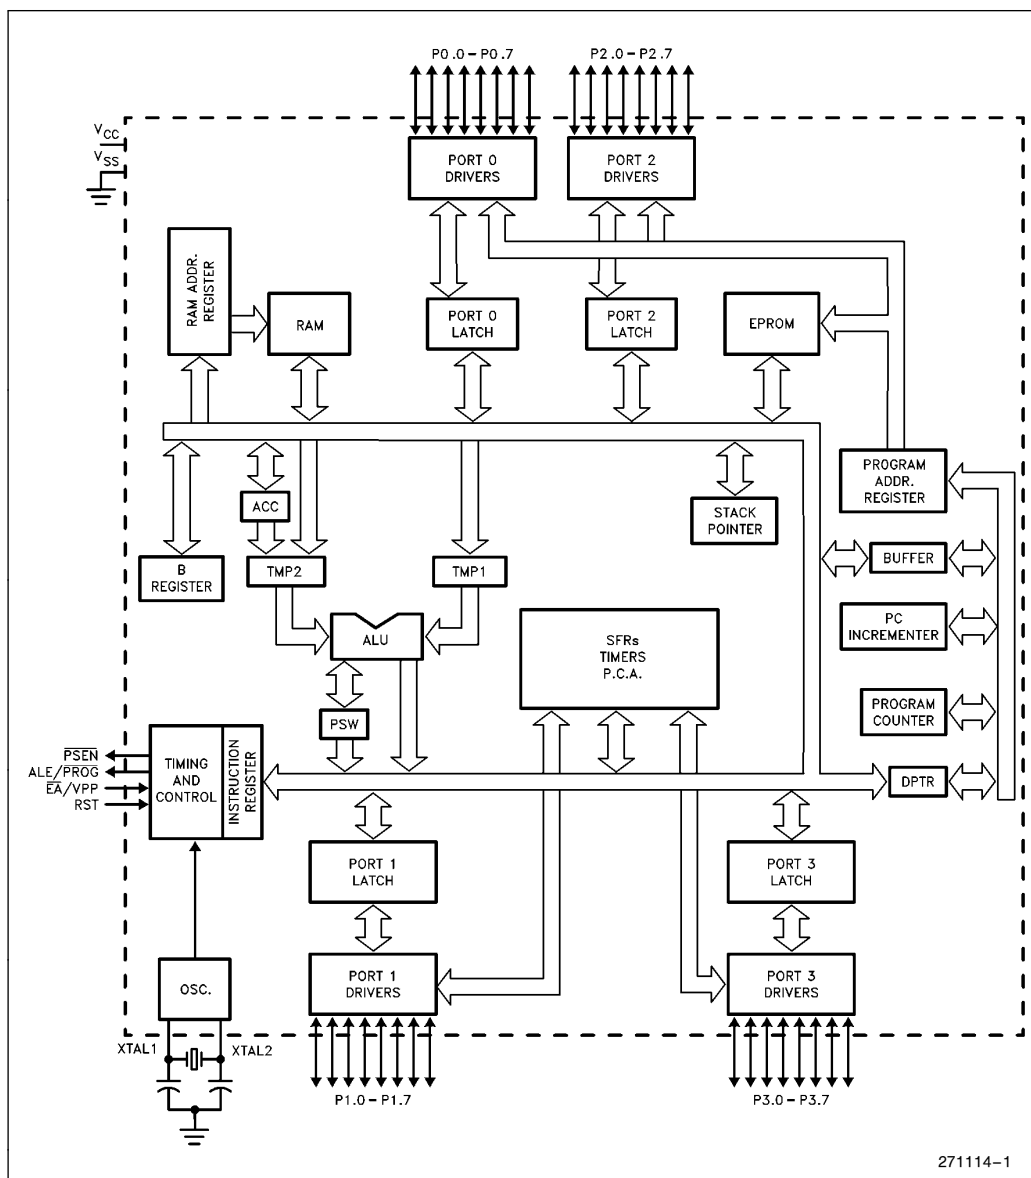 P0.0–P0.7
P2.0–P2.7
VCC
VSS
PORT 0
DRIVERS
PORT 2
DRIVERS
RAM ADDR.
REGISTER
RAM
PORT 0
LATCH
PORT 2
LATCH
EPROM
PROGRAM
ADDR.
REGISTER
ACC
STACK
POINTER
B
REGISTER
TMP2
TMP1
BUFFER
ALU
SFRs
TIMERS
P.C.A.
PC
INCREMENTER
PSW
PROGRAM
COUNTER
PSEN
ALE/PROG
EA/VPP
RST
TIMING
AND
CONTROL
INSTRUCTION
REGISTER
DPTR
PORT 1
LATCH
PORT 3
LATCH
OSC.
PORT 1
DRIVERS
PORT 3
DRIVERS
XTAL1
XTAL2
P1.0–P1.7
P3.0–P3.7
271114–1